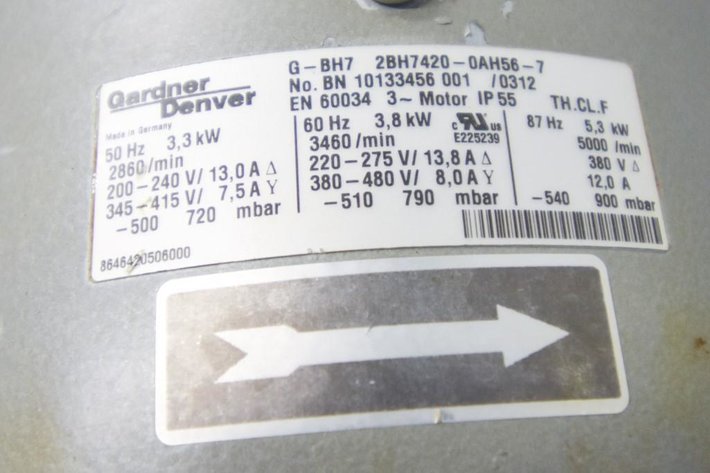 Gardner
Denver
Made in Germany
G-BH7 2BH7420-0AH56-7
No. BN 10133456 001 /0312
EN 60034 3~ Motor IP 55 TH.CL.F
50 Hz 3,3 kW
2860 /min
200-240 V/ 13,0 A Δ
345-415 V/ 7,5 A Y
-500 720 mbar
60 Hz 3,8 kW
3460 /min
220-275 V/ 13,8 A Δ
380-480 V/ 8,0 A Y
-510 790 mbar
c UR us
E225239
87 Hz 5,3 kW
5000 /min
380 V Δ
12,0 A
-540 900 mbar
8646420506000